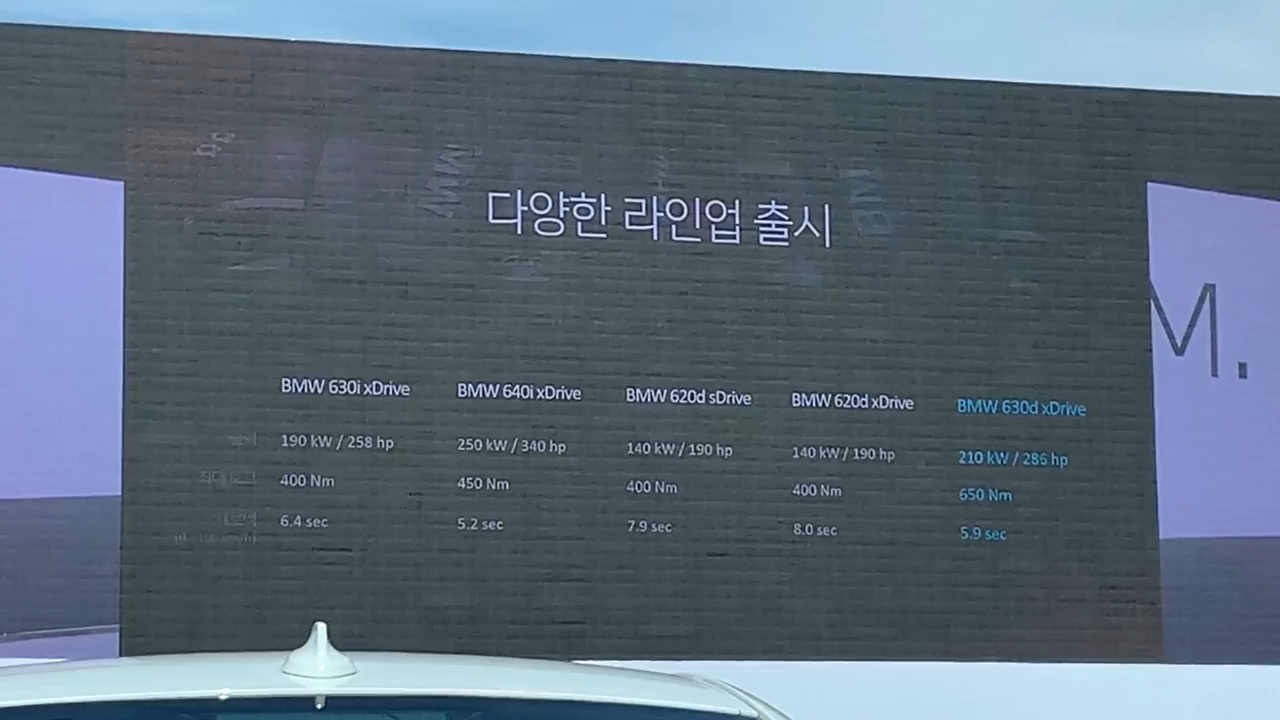 다양한 라인업 출시
M.
BMW 630i xDrive BMW 640i xDrive BMW 620d sDrive BMW 620d xDrive BMW 630d xDrive
190 kW / 258 hp 250 kW / 340 hp 140 kW / 190 hp 140 kW / 190 hp 210 kW / 286 hp
400 Nm 450 Nm 400 Nm 400 Nm 650 Nm
6.4 sec 5.2 sec 7.9 sec 8.0 sec 5.9 sec